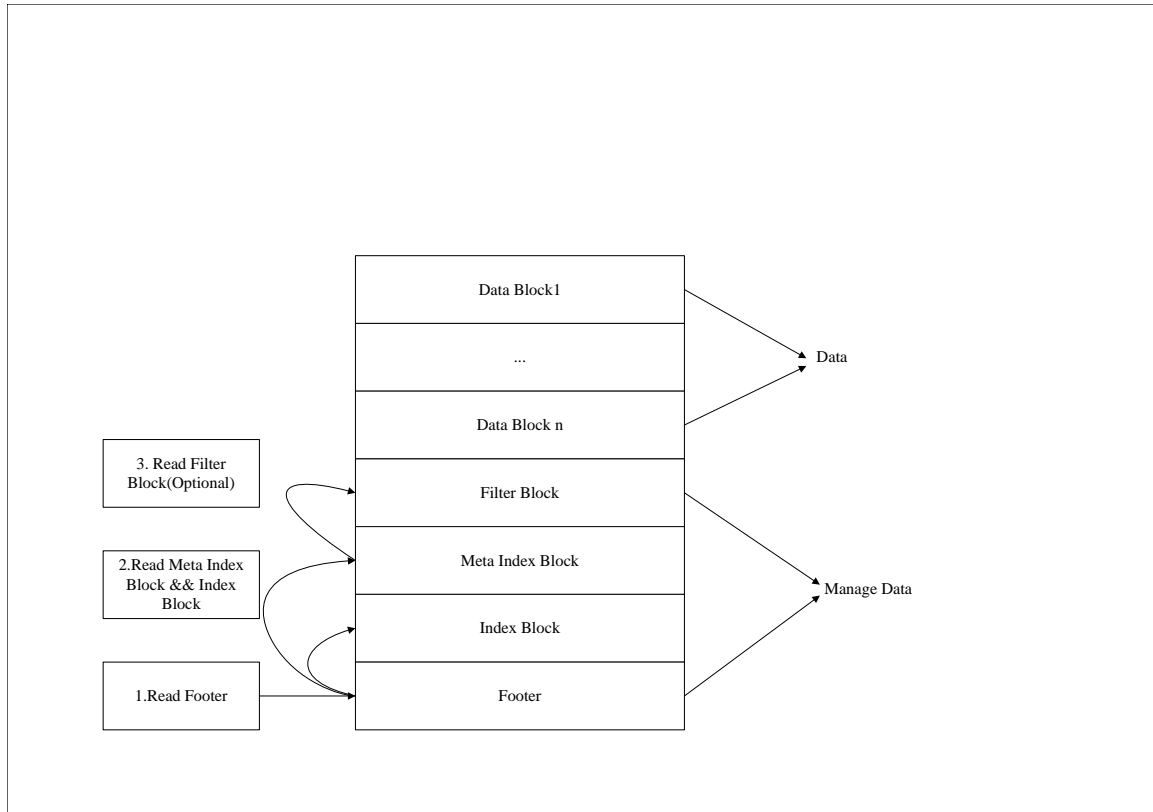 Data Block1
...
Data
Data Block n
3. Read Filter
Block(Optional)
Filter Block
2.Read Meta Index
Block && Index
Block
Meta Index Block
Manage Data
Index Block
1.Read Footer
Footer